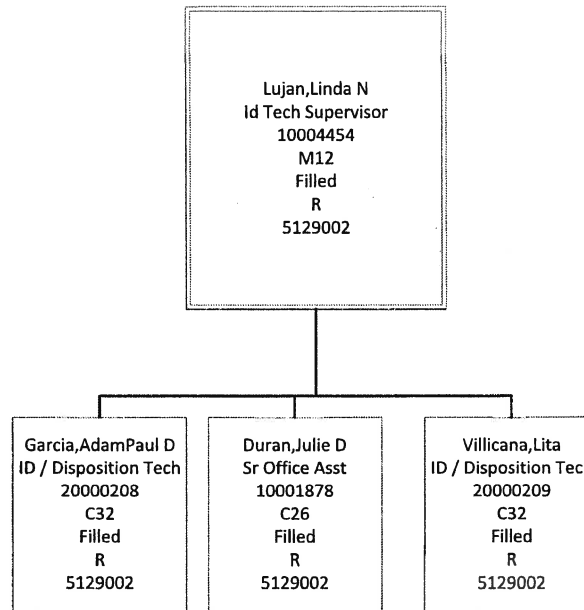 Lujan,Linda N
Id Tech Supervisor
10004454
M12
Filled
R
5129002
Garcia,AdamPaul D
ID / Disposition Tech
20000208
C32
Filled
R
5129002
Duran,Julie D
Sr Office Asst
10001878
C26
Filled
R
5129002
Villicana,Lita
ID / Disposition Tec
20000209
C32
Filled
R
5129002